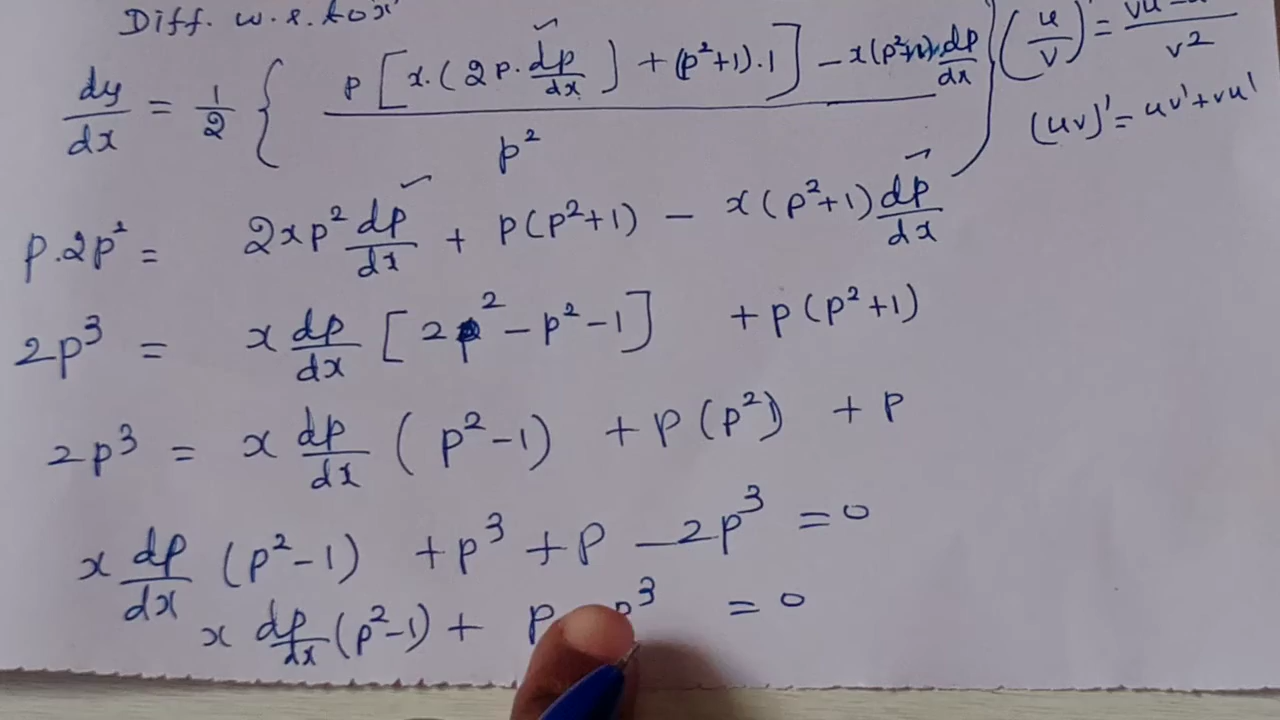 Diff. w.r.to x
dy/dx = 1/2 { p[x.(2p.dp/dx) + (p²+1).1] - x(p²+1)dp/dx / p² } (u/v)' =
(uv)' = uv' + vu'
p.2p² = 2xp² dp/dx + p(p²+1) - x(p²+1) dp/dx
2p³ = x dp/dx [2p² - p² - 1] + p(p²+1)
2p³ = x dp/dx (p²-1) + p(p²) + p
x dp/dx (p²-1) + p³ + p - 2p³ = 0
x dp/dx (p²-1) + p p³ = 0